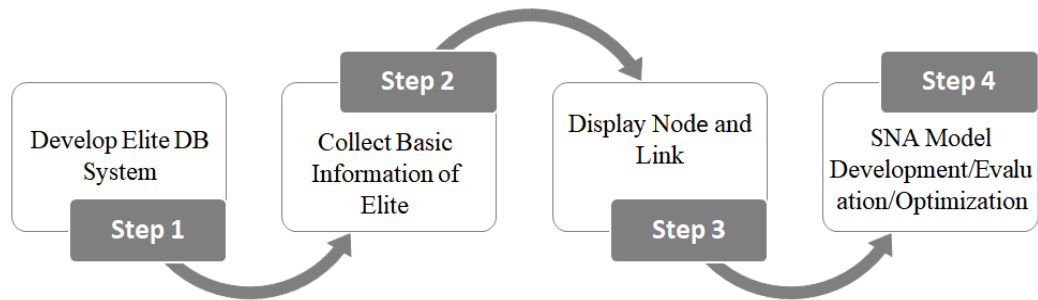 Develop Elite DB
System
Step 1
Step 2
Collect Basic
Information of
Elite
Display Node and
Link
Step 3
Step 4
SNA Model
Development/Evalu
ation/Optimization